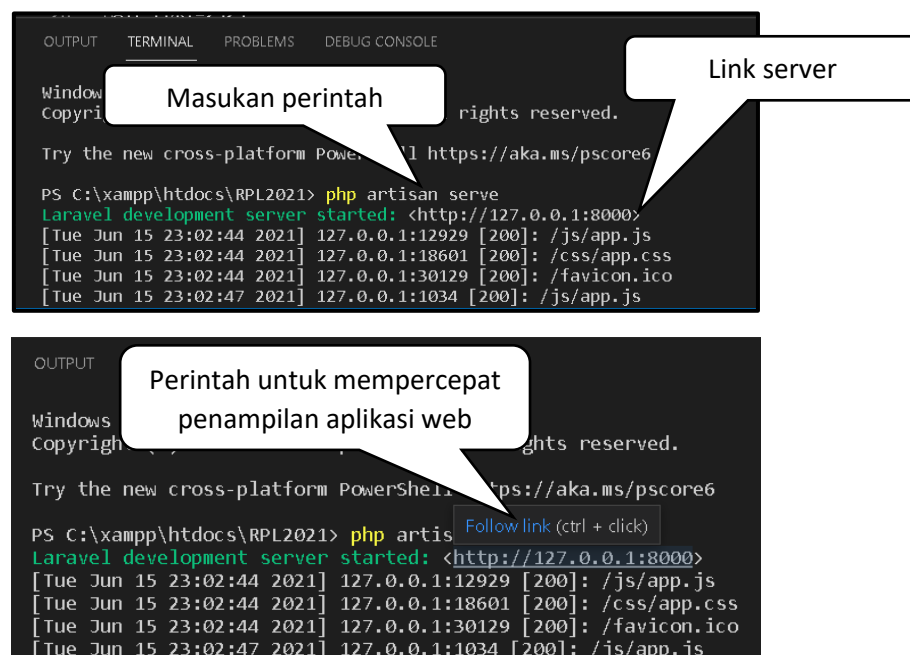 OUTPUT TERMINAL PROBLEMS DEBUG CONSOLE
Link server
Masukan perintah
Window
Copyri rights reserved.
Try the new cross-platform Power ll https://aka.ms/pscore6
PS C:\xampp\htdocs\RPL2021> php artisan serve
Laravel development server started: <http://127.0.0.1:8000>
[Tue Jun 15 23:02:44 2021] 127.0.0.1:12929 [200]: /js/app.js
[Tue Jun 15 23:02:44 2021] 127.0.0.1:18601 [200]: /css/app.css
[Tue Jun 15 23:02:44 2021] 127.0.0.1:30129 [200]: /favicon.ico
[Tue Jun 15 23:02:47 2021] 127.0.0.1:1034 [200]: /js/app.js
OUTPUT
Perintah untuk mempercepat
penampilan aplikasi web
Windows
Copyrigh ghts reserved.
Try the new cross-platform PowerShell tps://aka.ms/pscore6
Follow link (ctrl + click)
PS C:\xampp\htdocs\RPL2021> php artis
Laravel development server started: <http://127.0.0.1:8000>
[Tue Jun 15 23:02:44 2021] 127.0.0.1:12929 [200]: /js/app.js
[Tue Jun 15 23:02:44 2021] 127.0.0.1:18601 [200]: /css/app.css
[Tue Jun 15 23:02:44 2021] 127.0.0.1:30129 [200]: /favicon.ico
[Tue Jun 15 23:02:47 2021] 127.0.0.1:1034 [200]: /js/app.js